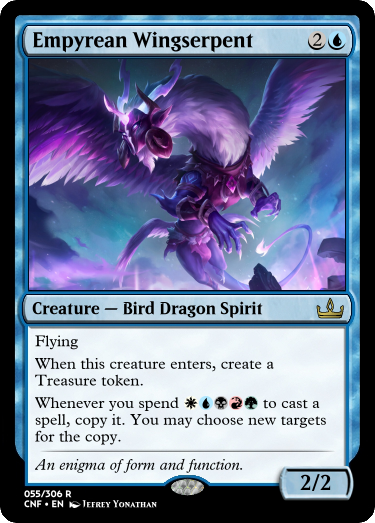 Empyrean Wingserpent 2
Creature — Bird Dragon Spirit
Flying
When this creature enters, create a
Treasure token.
Whenever you spend to cast a
spell, copy it. You may choose new targets
for the copy.
An enigma of form and function.
2/2
055/306 R
CNF • EN Jefrey Yonathan